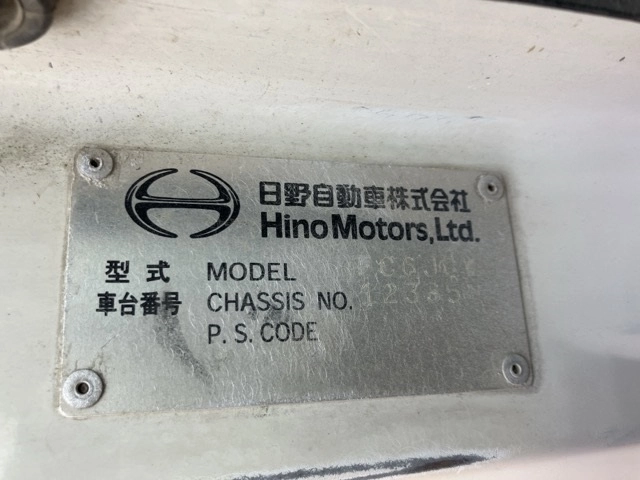 日野自動車株式会社
Hino Motors, Ltd.
型式 MODEL
車台番号 CHASSIS NO.
P. S. CODE